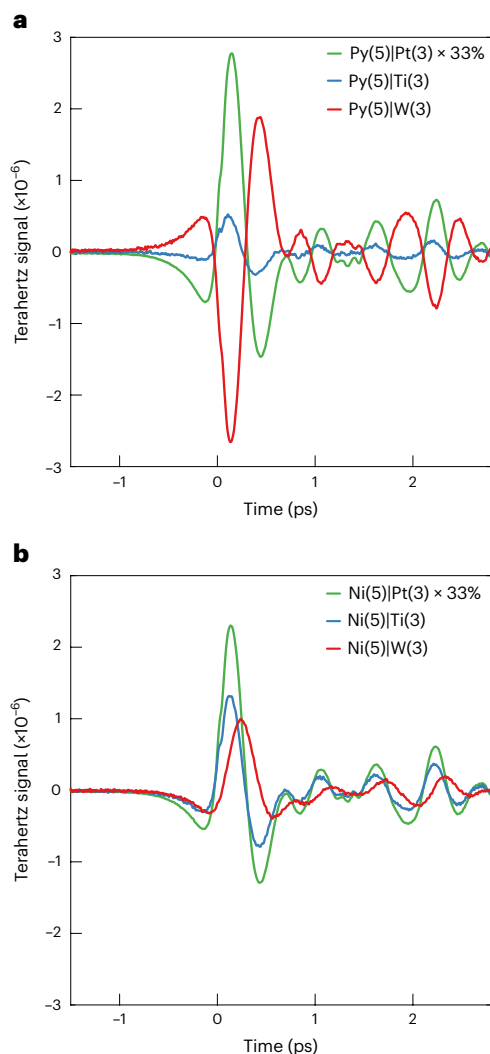 a
3
2
1
0
–1
–2
–3
Terahertz signal (×10⁻⁶)
Py(5)|Pt(3) × 33%
Py(5)|Ti(3)
Py(5)|W(3)
–1
0
1
2
Time (ps)
b
3
2
1
0
–1
–2
–3
Terahertz signal (×10⁻⁶)
Ni(5)|Pt(3) × 33%
Ni(5)|Ti(3)
Ni(5)|W(3)
–1
0
1
2
Time (ps)